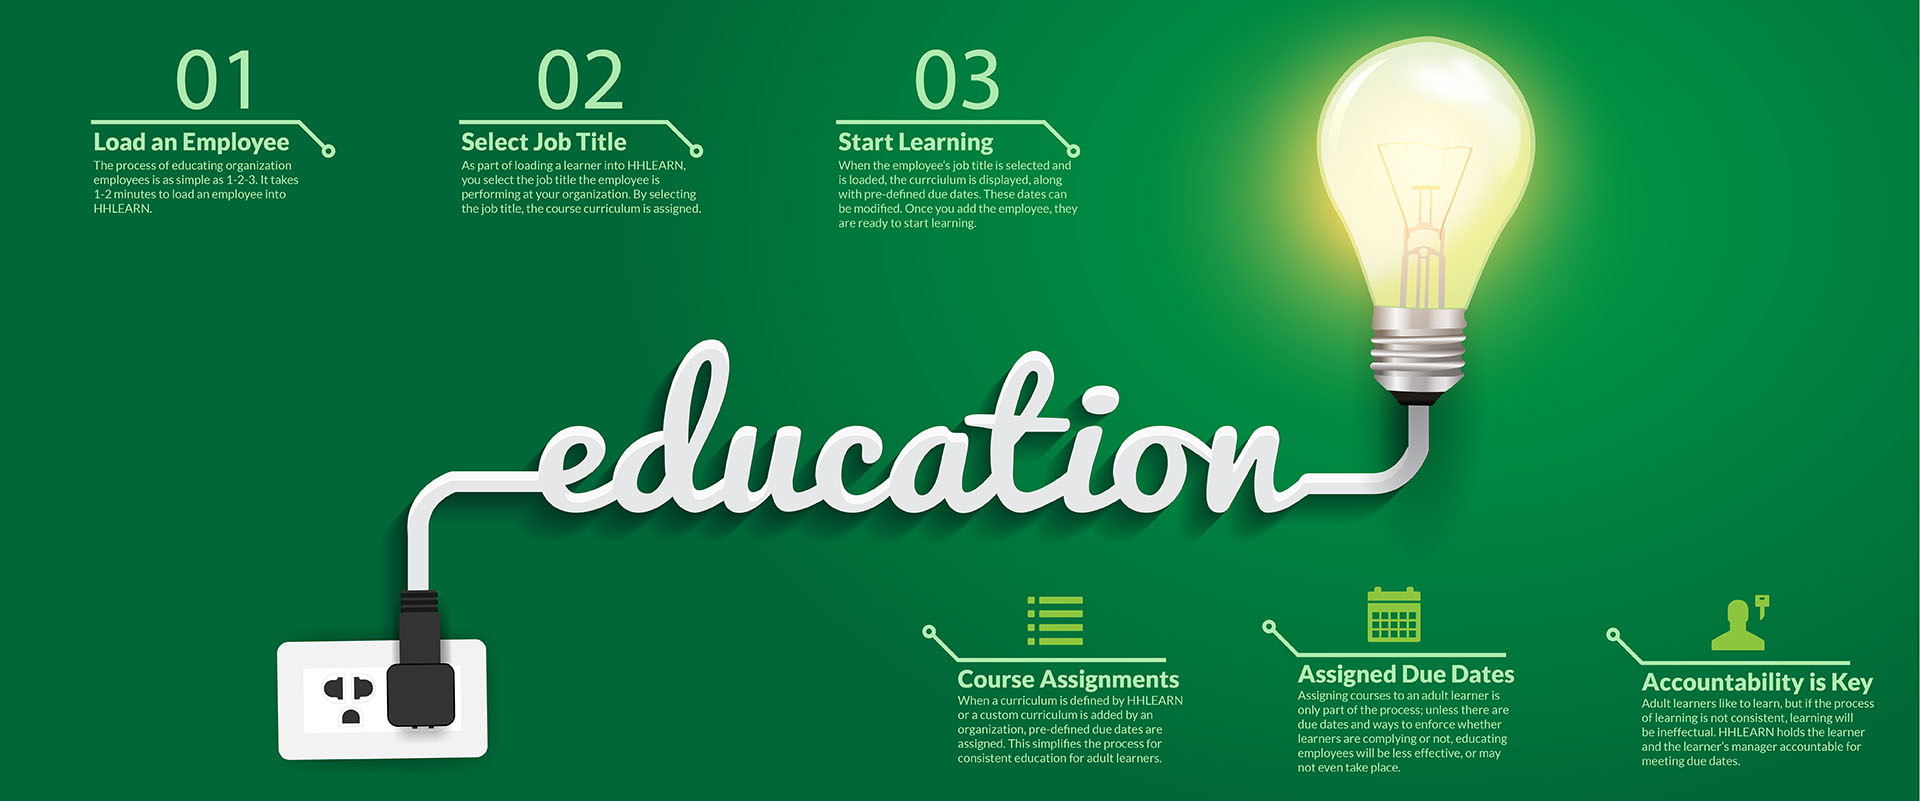 01
Load an Employee
The process of educating organization
employees is as simple as 1-2-3. It takes
1-2 minutes to load an employee into
HHLEARN.
02
Select Job Title
As part of loading a learner into HHLEARN,
you select the job title the employee is
performing at your organization. By selecting
the job title, the course curriculum is assigned.
03
Start Learning
When the employee's job title is selected and
is loaded, the currciulum is displayed, along
with pre-defined due dates. These dates can
be modified. Once you add the employee, they
are ready to start learning.
education
Course Assignments
When a curriculum is defined by HHLEARN
or a custom curriculum is added by an
organization, pre-defined due dates are
assigned. This simplifies the process for
consistent education for adult learners.
Assigned Due Dates
Assigning courses to an adult learner is
only part of the process; unless there are
due dates and ways to enforce whether
learners are complying or not, educating
employees will be less effective, or may
not even take place.
Accountability is Key
Adult learners like to learn, but if the process
of learning is not consistent, learning will
be ineffectual. HHLEARN holds the learner
and the learner's manager accountable for
meeting due dates.